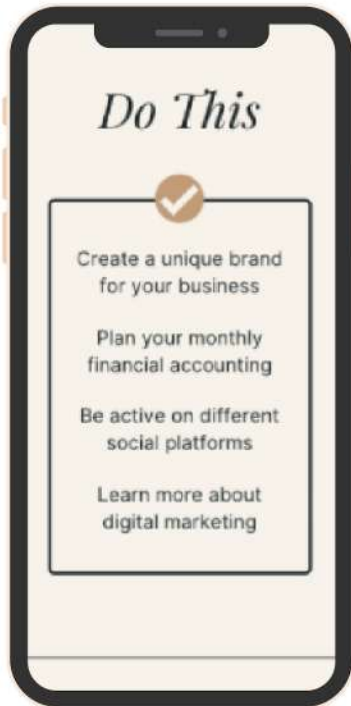 Do This
Create a unique brand
for your business
Plan your monthly
financial accounting
Be active on different
social platforms
Learn more about
digital marketing